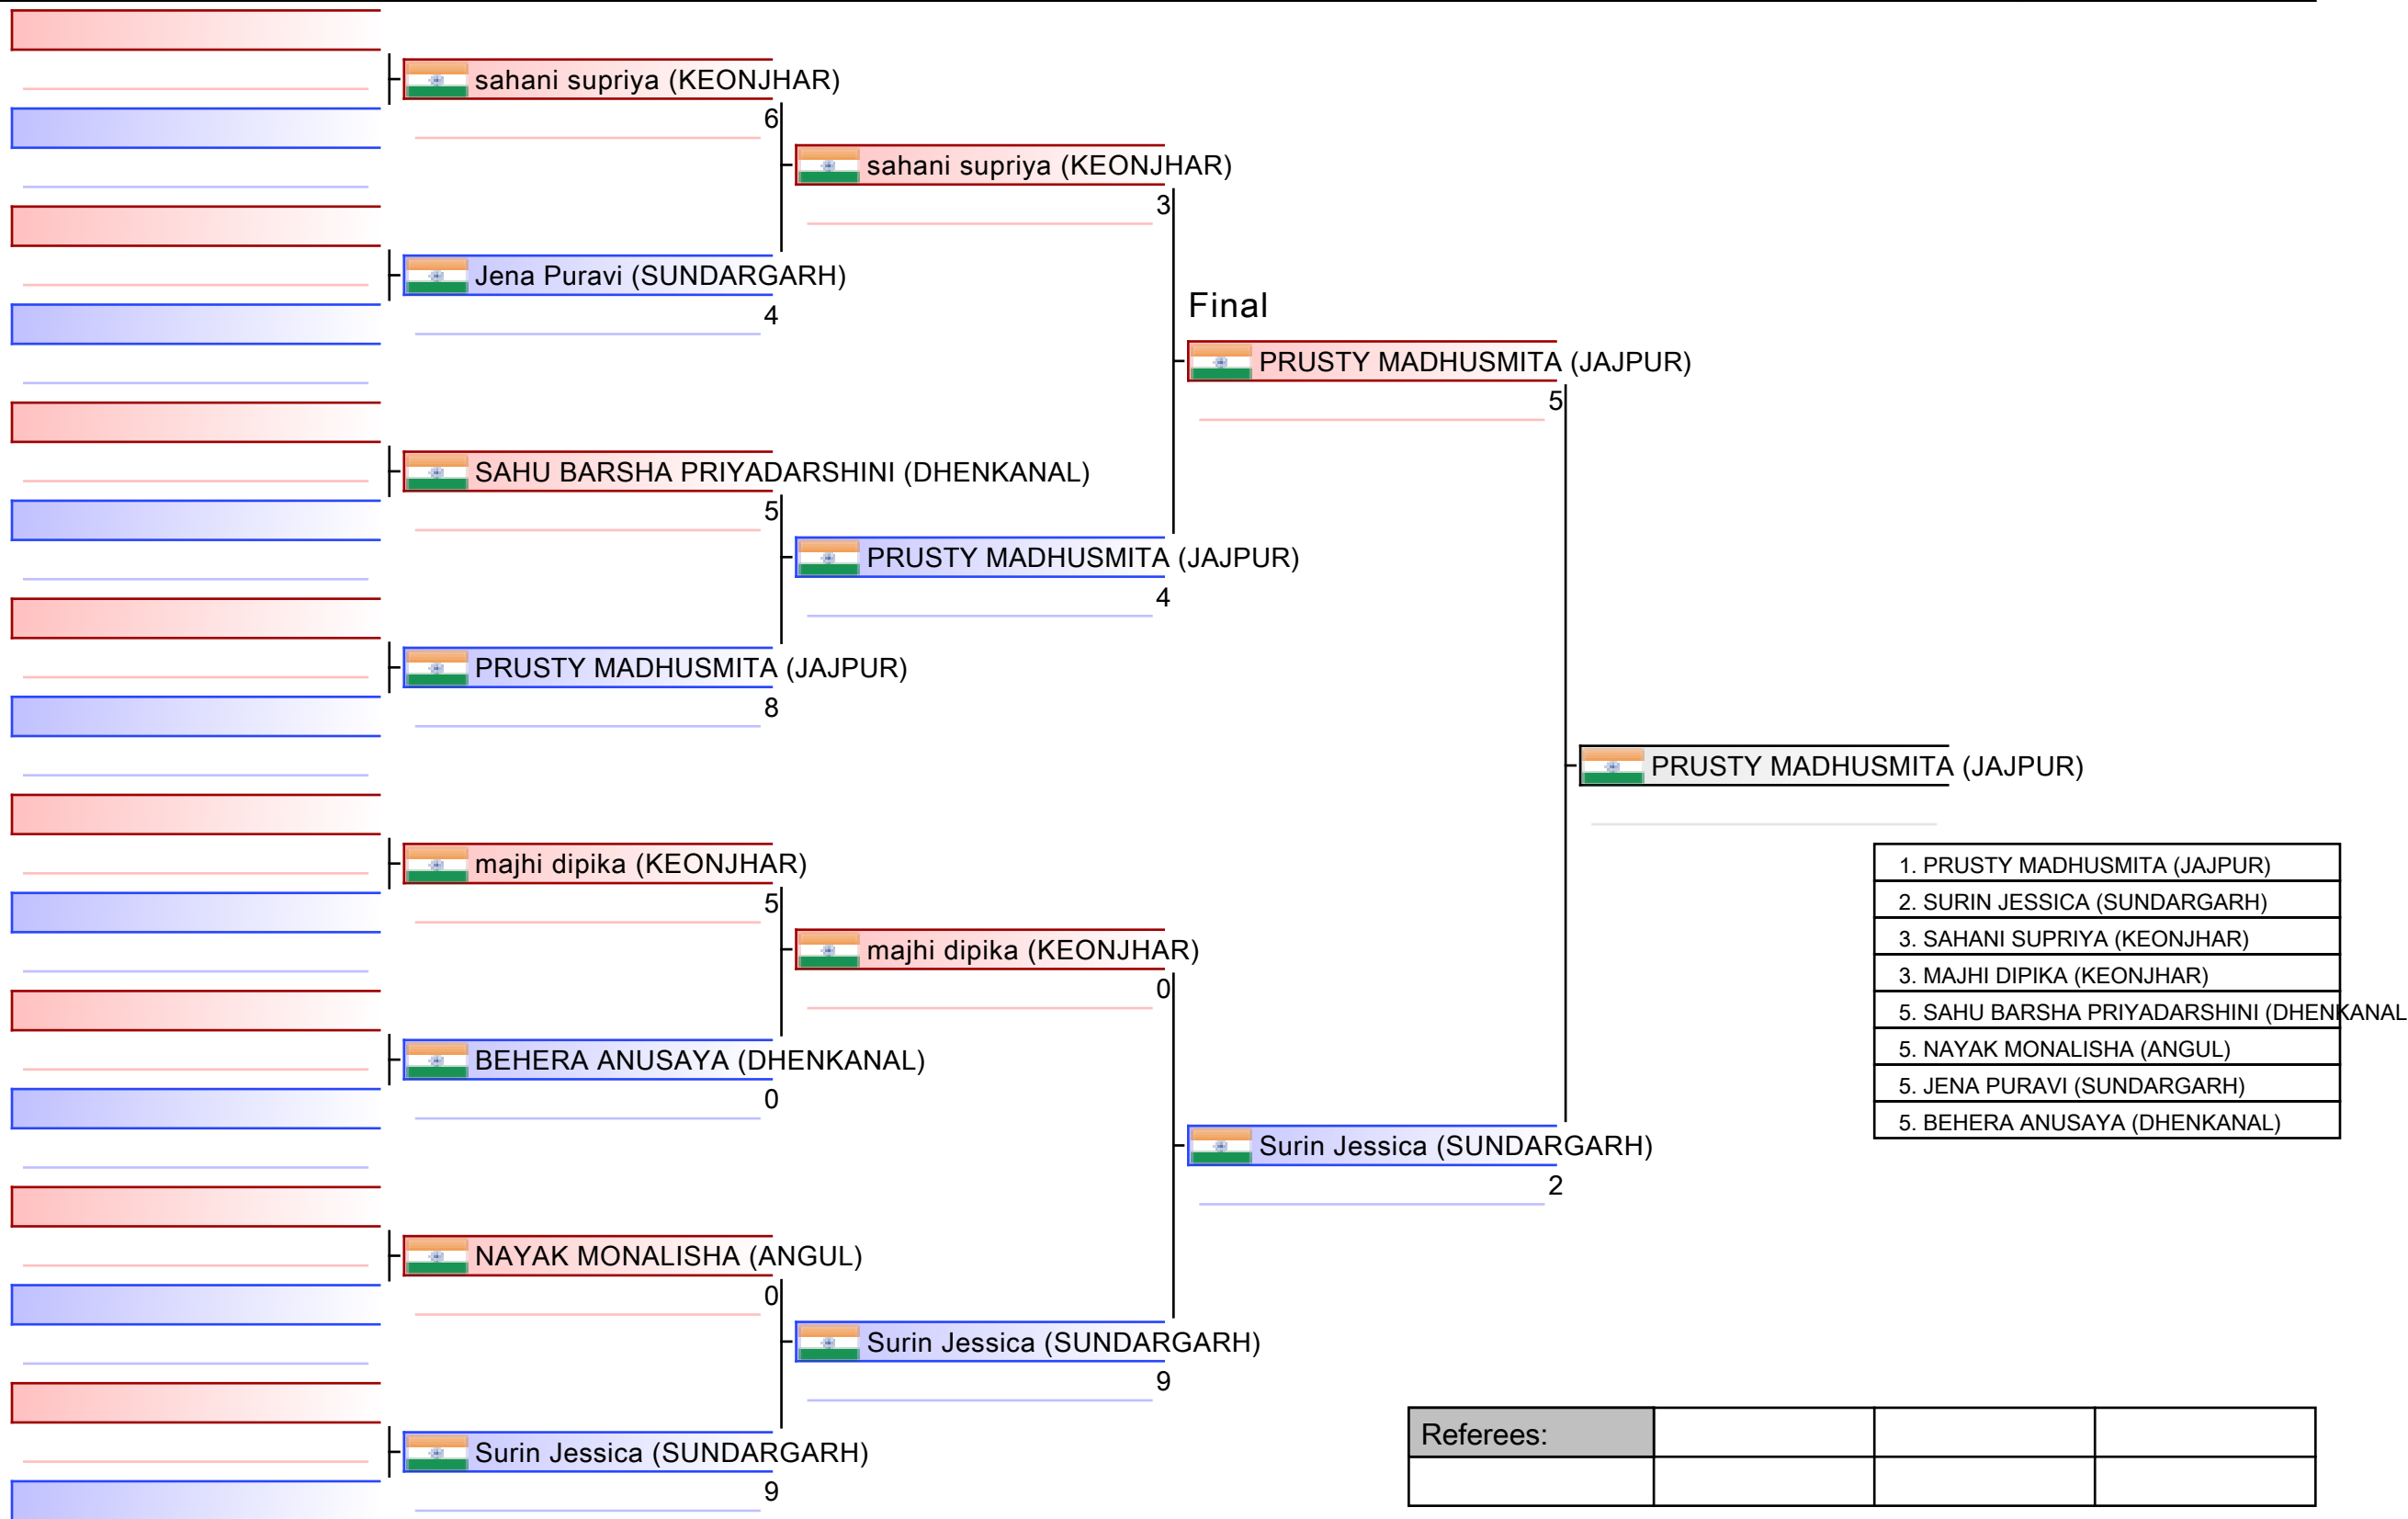 sahani supriya (KEONJHAR)
6
sahani supriya (KEONJHAR)
3
Jena Puravi (SUNDARGARH)
4
Final
PRUSTY MADHUSMITA (JAJPUR)
5
SAHU BARSHA PRIYADARSHINI (DHENKANAL)
5
PRUSTY MADHUSMITA (JAJPUR)
4
PRUSTY MADHUSMITA (JAJPUR)
8
PRUSTY MADHUSMITA (JAJPUR)
majhi dipika (KEONJHAR)
5
majhi dipika (KEONJHAR)
0
BEHERA ANUSAYA (DHENKANAL)
0
Surin Jessica (SUNDARGARH)
2
NAYAK MONALISHA (ANGUL)
0
Surin Jessica (SUNDARGARH)
9
Surin Jessica (SUNDARGARH)
9
1. PRUSTY MADHUSMITA (JAJPUR)
2. SURIN JESSICA (SUNDARGARH)
3. SAHANI SUPRIYA (KEONJHAR)
3. MAJHI DIPIKA (KEONJHAR)
5. SAHU BARSHA PRIYADARSHINI (DHENKANAL
5. NAYAK MONALISHA (ANGUL)
5. JENA PURAVI (SUNDARGARH)
5. BEHERA ANUSAYA (DHENKANAL)
Referees: